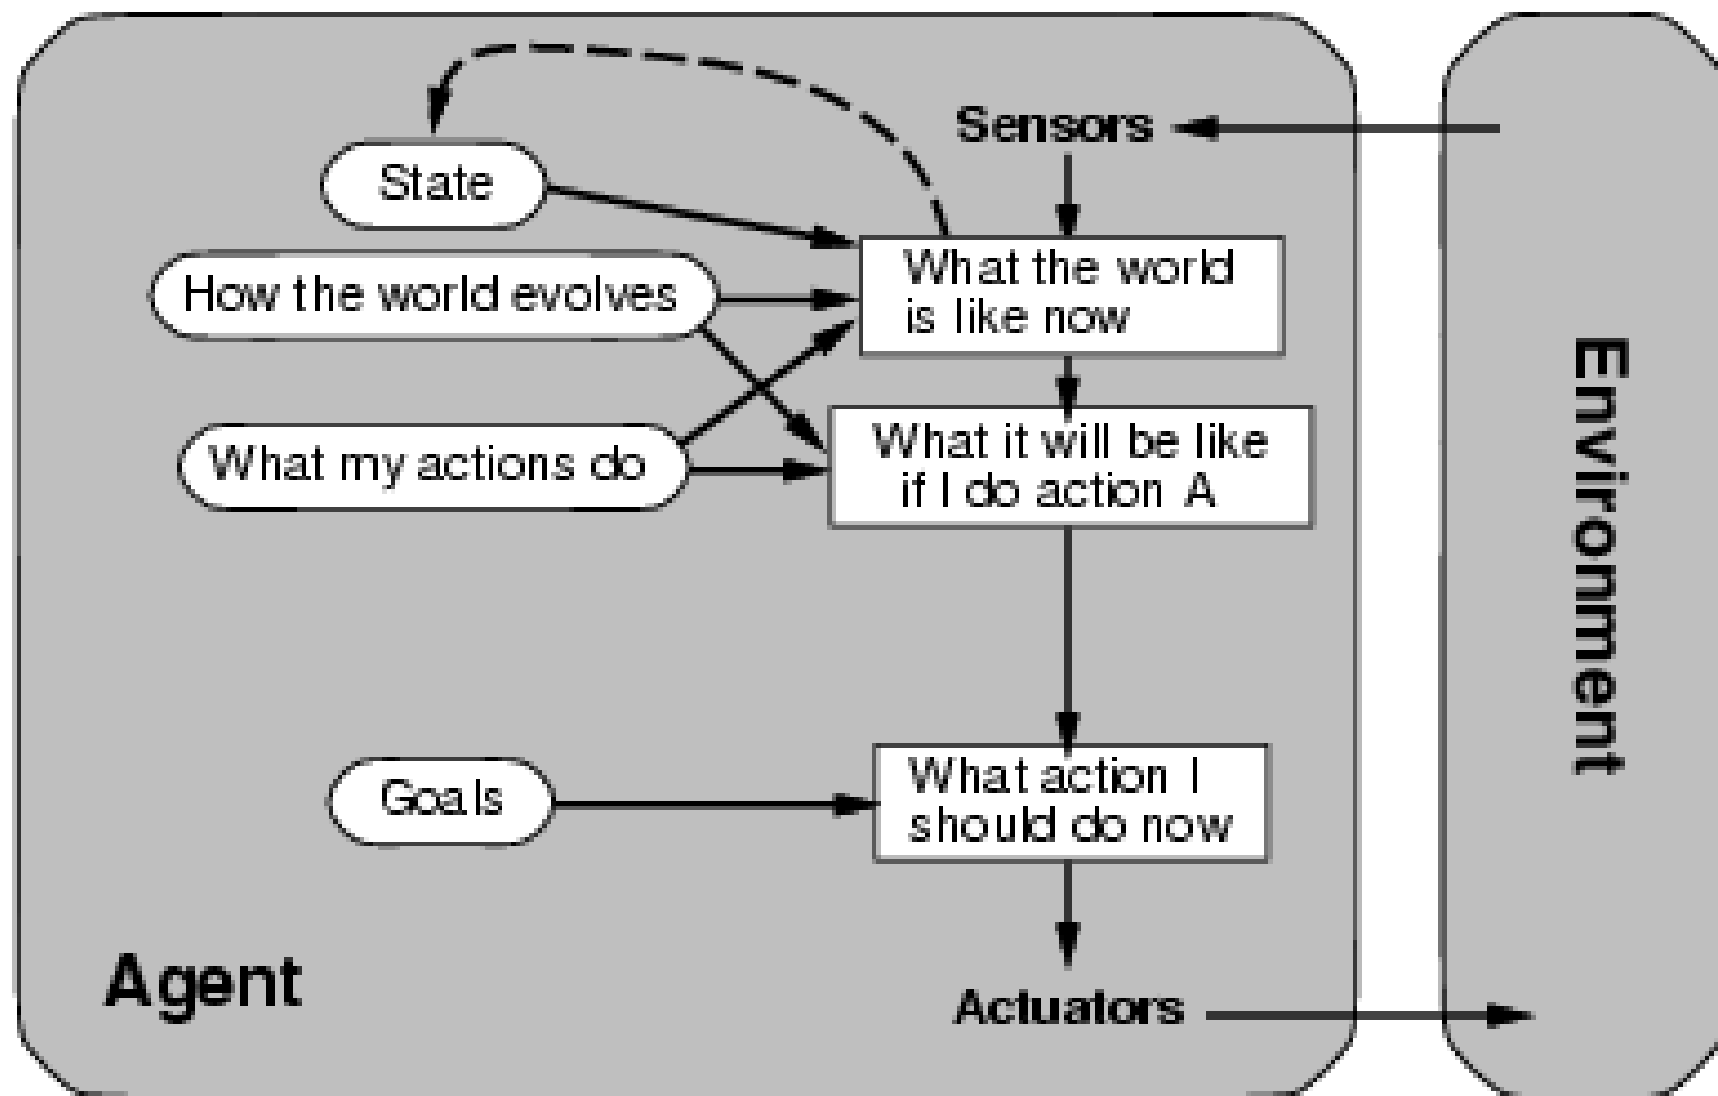 Sensors
State
What the world
is like now
How the world evolves
What it will be like
if I do action A
What my actions do
Environment
What action I
should do now
Goals
Agent
Actuators